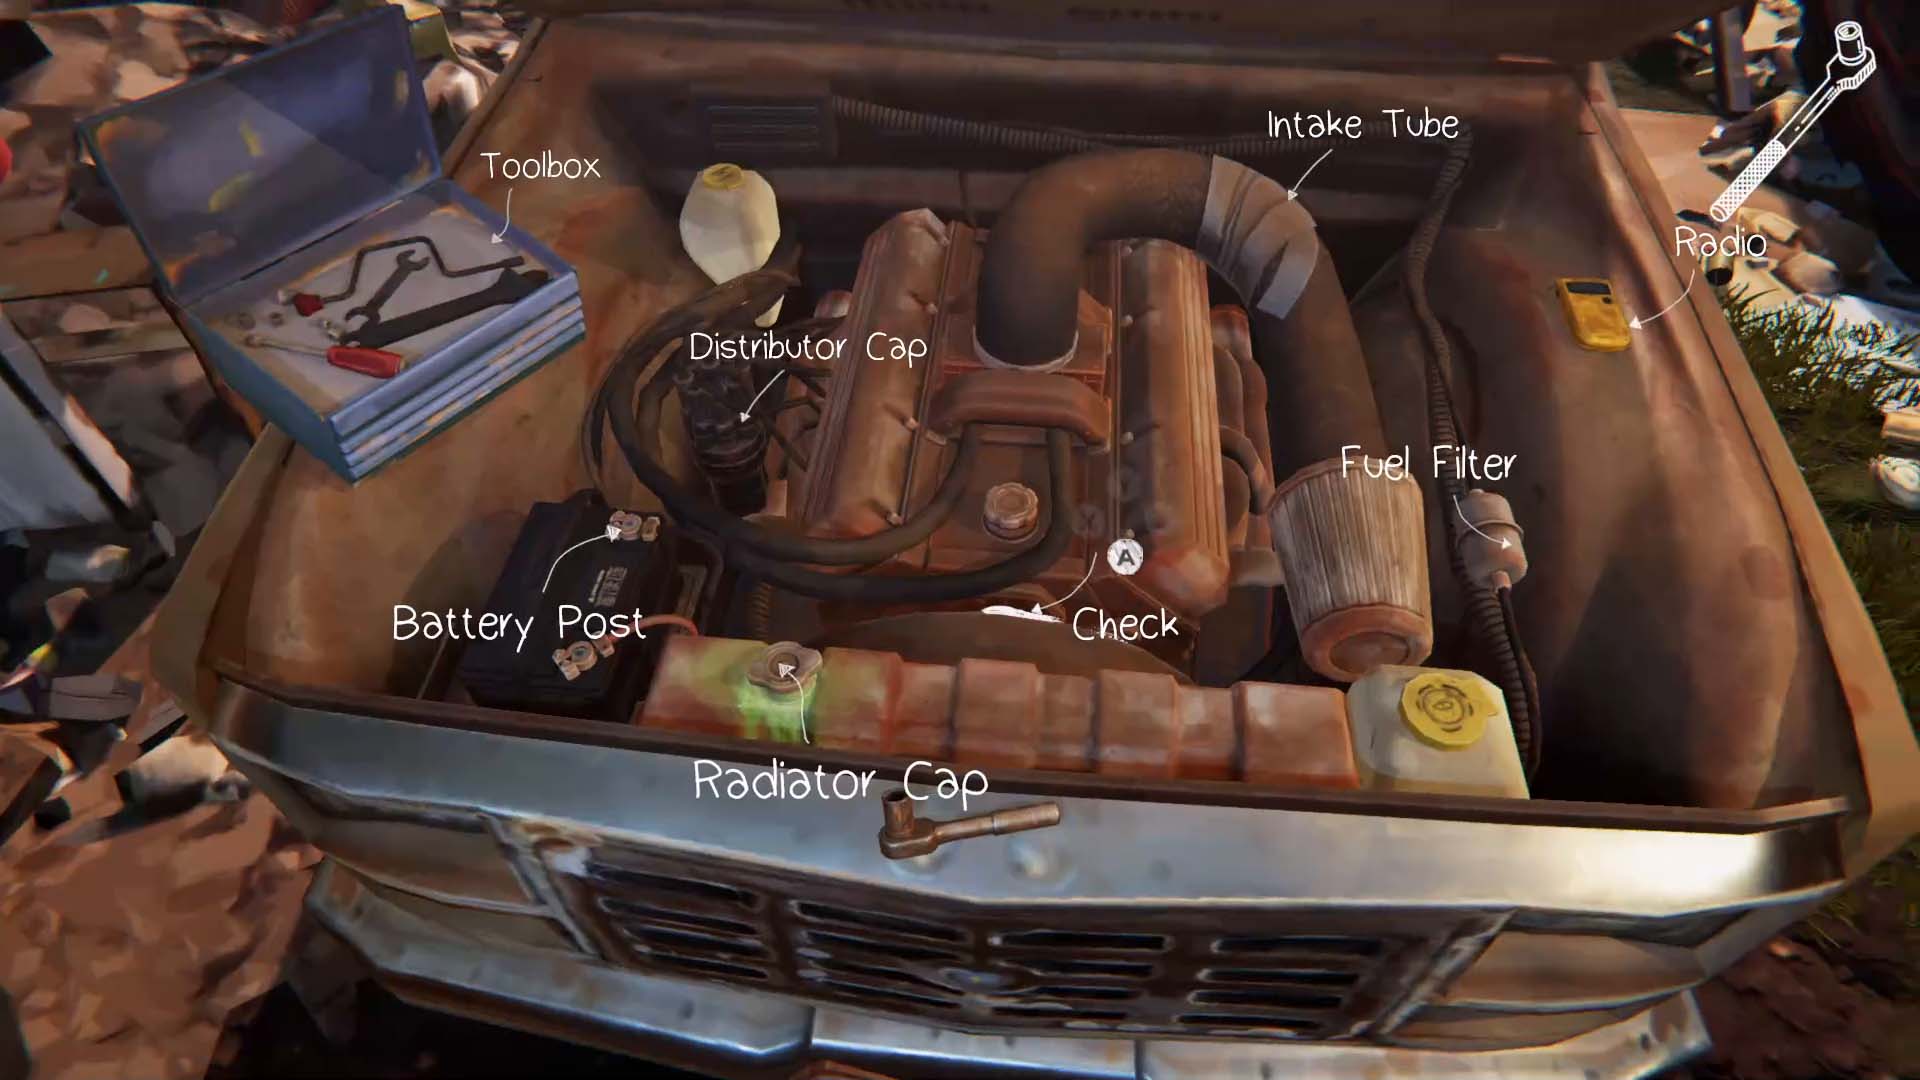 Intake Tube
Toolbox
Radio
Distributor Cap
Fuel Filter
A
Battery Post
Check
Radiator Cap